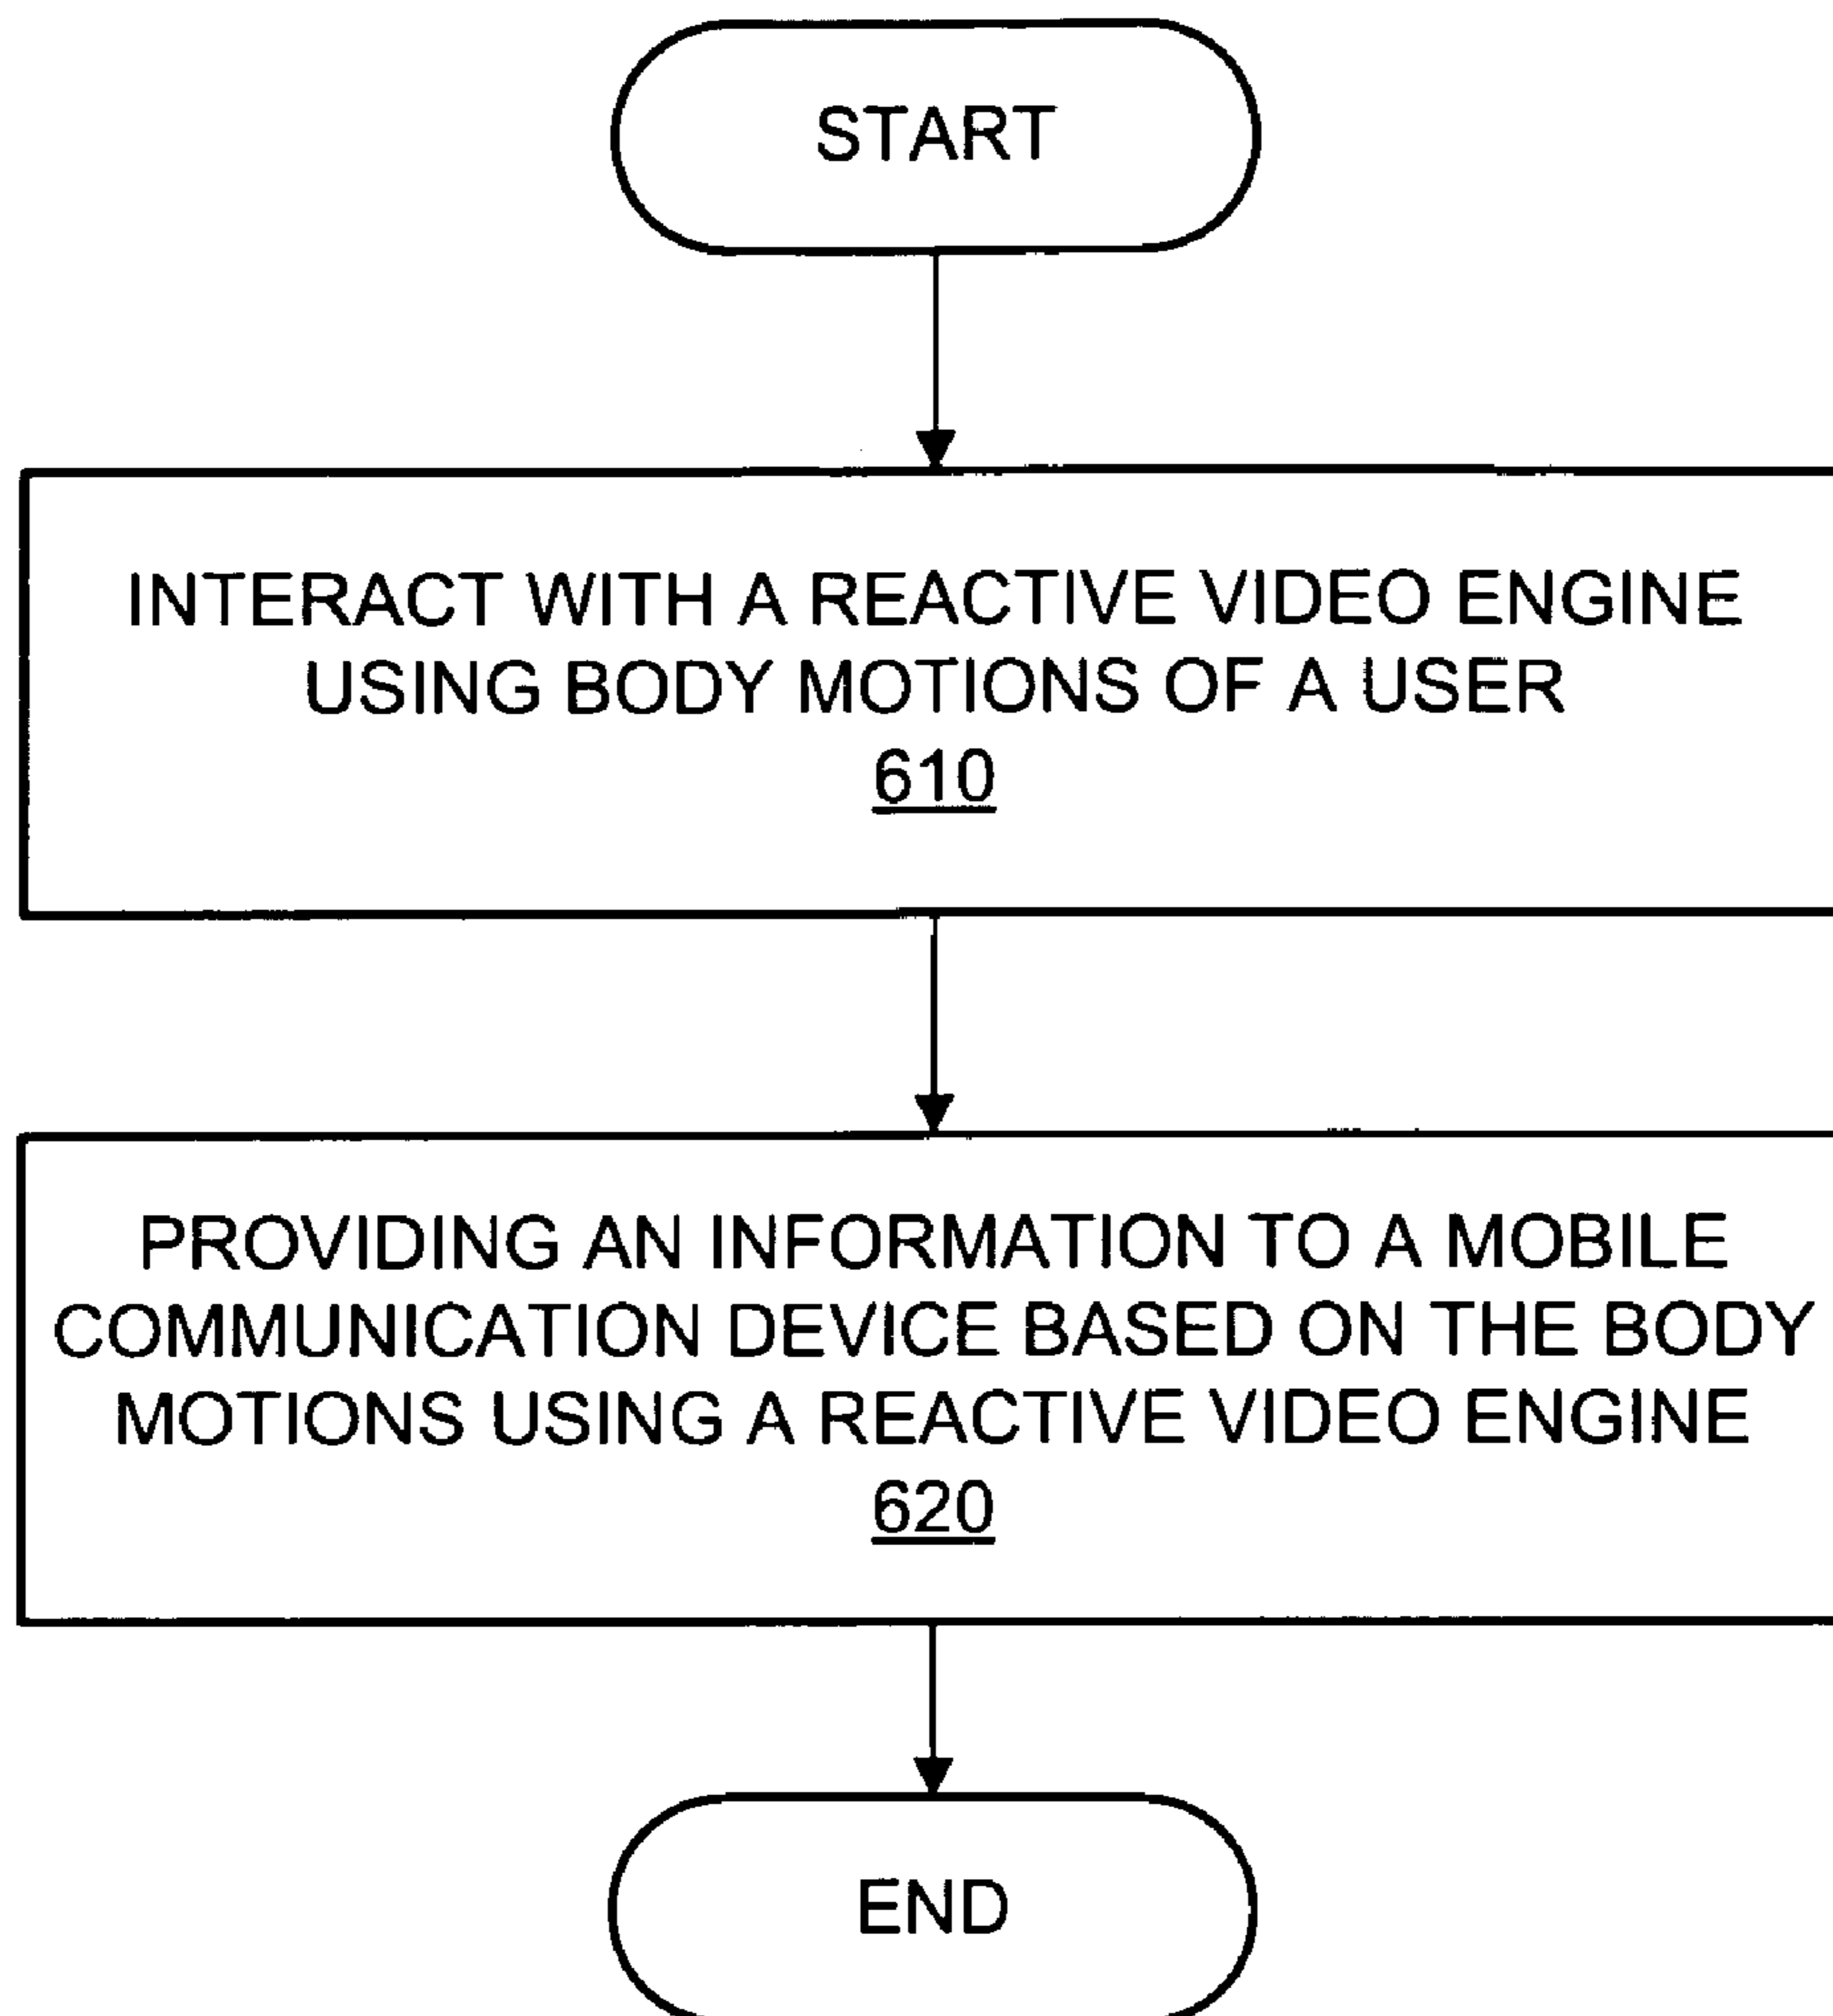 START
INTERACT WITH A REACTIVE VIDEO ENGINE
USING BODY MOTIONS OF A USER
610
PROVIDING AN INFORMATION TO A MOBILE
COMMUNICATION DEVICE BASED ON THE BODY
MOTIONS USING A REACTIVE VIDEO ENGINE
620
END